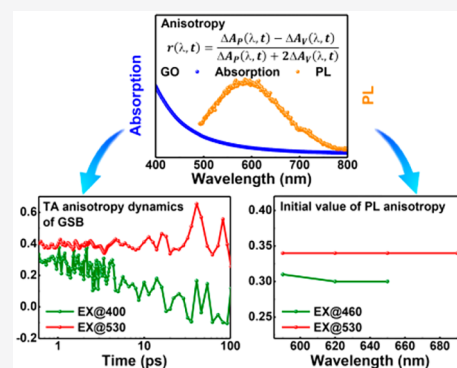 Anisotropy
r(λ, t) = ΔA_P(λ, t) − ΔA_V(λ, t) / ΔA_P(λ, t) + 2ΔA_V(λ, t)
GO Absorption PL
Absorption
PL
400 500 600 700 800
Wavelength (nm)
TA anisotropy dynamics
of GSB
0.6
0.4
0.2
0.0
-0.2
EX@400
EX@530
1 10 100
Time (ps)
Initial value of PL anisotropy
0.40
0.35
0.30
0.25
EX@460
EX@530
600 620 640 660 680
Wavelength (nm)